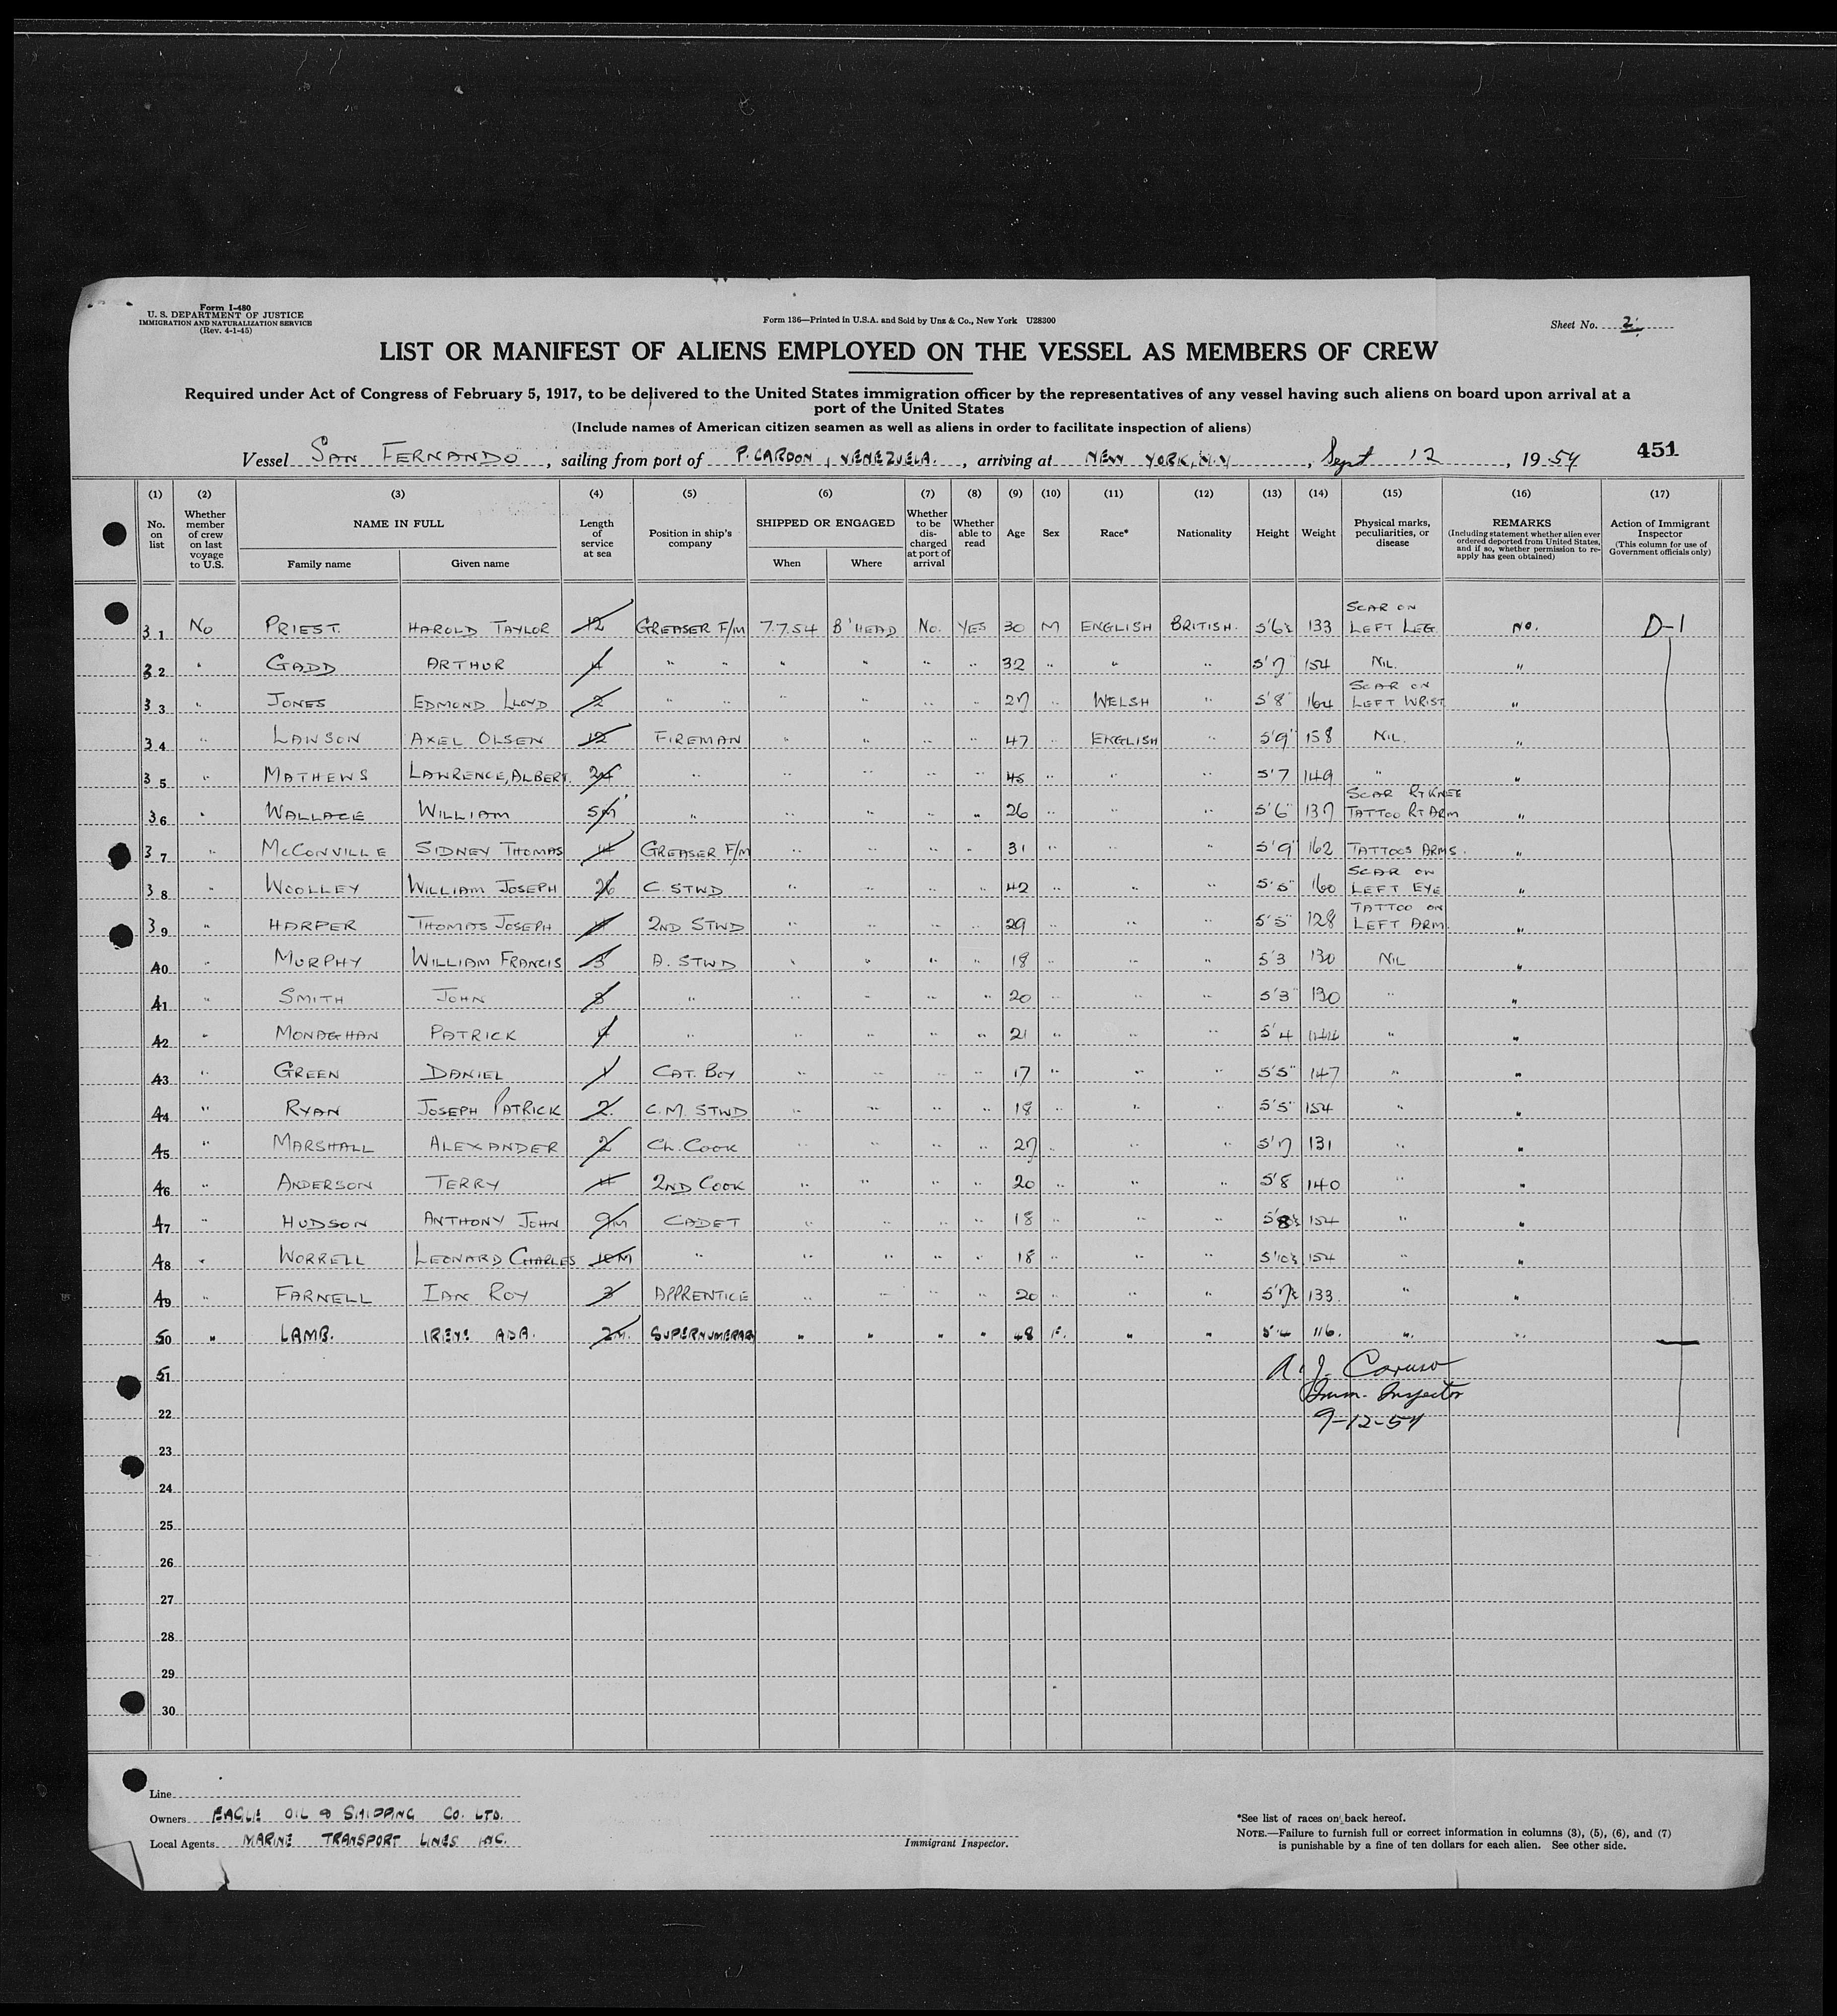 Form I-480
U. S. DEPARTMENT OF JUSTICE
IMMIGRATION AND NATURALIZATION SERVICE
(Rev. 4-1-45)
Form 136—Printed in U.S.A. and Sold by Unz & Co., New York U28300
Sheet No. 2.
LIST OR MANIFEST OF ALIENS EMPLOYED ON THE VESSEL AS MEMBERS OF CREW
Required under Act of Congress of February 5, 1917, to be delivered to the United States immigration officer by the representatives of any vessel having such aliens on board upon arrival at a
port of the United States
(Include names of American citizen seamen as well as aliens in order to facilitate inspection of aliens)
Vessel SAN FERNANDO, sailing from port of P. CARDON, VENEZUELA., arriving at NEW YORK, N.Y., Sept 12, 1954 451
(1) No. on list (2) Whether member of crew on last voyage to U.S. (3) NAME IN FULL Family name Given name (4) Length of service at sea (5) Position in ship's company (6) SHIPPED OR ENGAGED When Where (7) Whether to be discharged at port of arrival (8) Whether able to read (9) Age (10) Sex (11) Race* (12) Nationality (13) Height (14) Weight (15) Physical marks, peculiarities, or disease (16) REMARKS (Including statement whether alien ever ordered deported from United States, and if so, whether permission to re-apply has geen obtained) (17) Action of Immigrant Inspector (This column for use of Government officials only)
31 No PRIEST. HAROLD TAYLOR 12 GREASER F/M 7.7.54 B'HEAD No. YES 30 M ENGLISH BRITISH. 5'6½ 133 SCAR ON LEFT LEG No. D-1
32 " GADD ARTHUR 4 " " " " " " 32 " " " 5'7" 154 NIL. "
33 " JONES EDMOND LLOYD 2 " " " " " " 27 " WELSH " 5'8" 164 SCAR ON LEFT WRIST "
34 " LAWSON AXEL OLSEN 12 FIREMAN " " " " 47 " ENGLISH " 5'9" 158 NIL. "
35 " MATHEWS LAWRENCE, ALBERT. 24 " " " " " 45 " " " 5'7 149 " "
36 " WALLACE WILLIAM 5M " " " " " 26 " " " 5'6" 137 SCAR RT KNEE TATTOO RT ARM "
37 " MCCONVILLE SIDNEY THOMAS 14 GREASER F/M " " " " 31 " " " 5'9" 162 TATTOOS ARMS. "
38 " WOOLLEY WILLIAM JOSEPH 26 C. STWD " " " " 42 " " " 5'5" 160 SCAR ON LEFT EYE "
39 " HARPER THOMAS JOSEPH 2ND STWD " " " " 29 " " " 5'5" 128 TATTOO ON LEFT ARM. "
40 " MURPHY WILLIAM FRANCIS 3 A. STWD " " " " 18 " " " 5'3 130 NIL "
41 " SMITH JOHN 3 " " " " " 20 " " " 5'3" 130 " "
42 " MONAGHAN PATRICK 4 " " " " " 21 " " " 5'4 144 " "
43 " GREEN DANIEL 1 CAT. BOY " " " " 17 " " " 5'5" 147 " "
44 " RYAN JOSEPH PATRICK 2. C.M. STWD " " " " 18 " " " 5'5" 154 " "
45 " MARSHALL ALEXANDER 2 CH. COOK " " " " 27 " " " 5'7 131 " "
46 " ANDERSON TERRY 4 2ND COOK " " " " 20 " " " 5'8 140 " "
47 " HUDSON ANTHONY JOHN 9M CADET " " " " 18 " " " 154 " "
48 " WORRELL LEONARD CHARLES 10M " " " " " 18 " " " 5'10½ 154 " "
49 " FARNELL IAN ROY 3 APPRENTICE " " " " 20 " " " 5'7½ 133. " "
50 " LAMB. IRENE ADA. 2M. SUPERNUMERARY " " " " 48 F. " " 5'4 116. " "
51 A. J. Caruso
Imm. Inspector
22 9-12-54
23
24
25
26
27
28
29
30
Line
Owners EAGLE OIL & SHIPPING CO. LTD.
Local Agents MARINE TRANSPORT LINES INC.
Immigrant Inspector.
*See list of races on back hereof.
NOTE.—Failure to furnish full or correct information in columns (3), (5), (6), and (7)
is punishable by a fine of ten dollars for each alien. See other side.